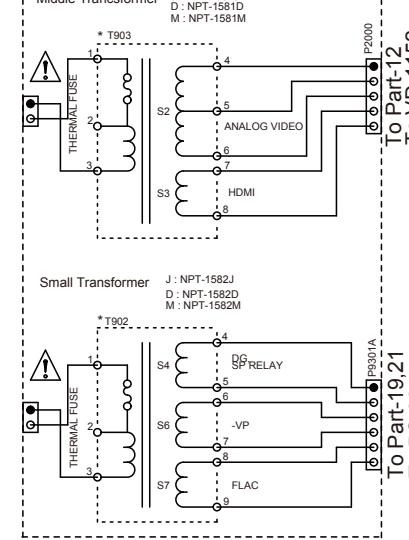 Middle Transformer
D : NPT-1581D
M : NPT-1581M
* T903
P2000
1
4
THERMAL FUSE
2
S2
5
ANALOG VIDEO
6
3
7
S3
HDMI
8
To Part-12
Small Transformer
J : NPT-1582J
D : NPT-1582D
M : NPT-1582M
* T902
P9301A
1
4
S4
DG
SP RELAY
5
THERMAL FUSE
6
2
S6
-VP
7
3
8
S7
FLAC
9
To Part-19,21